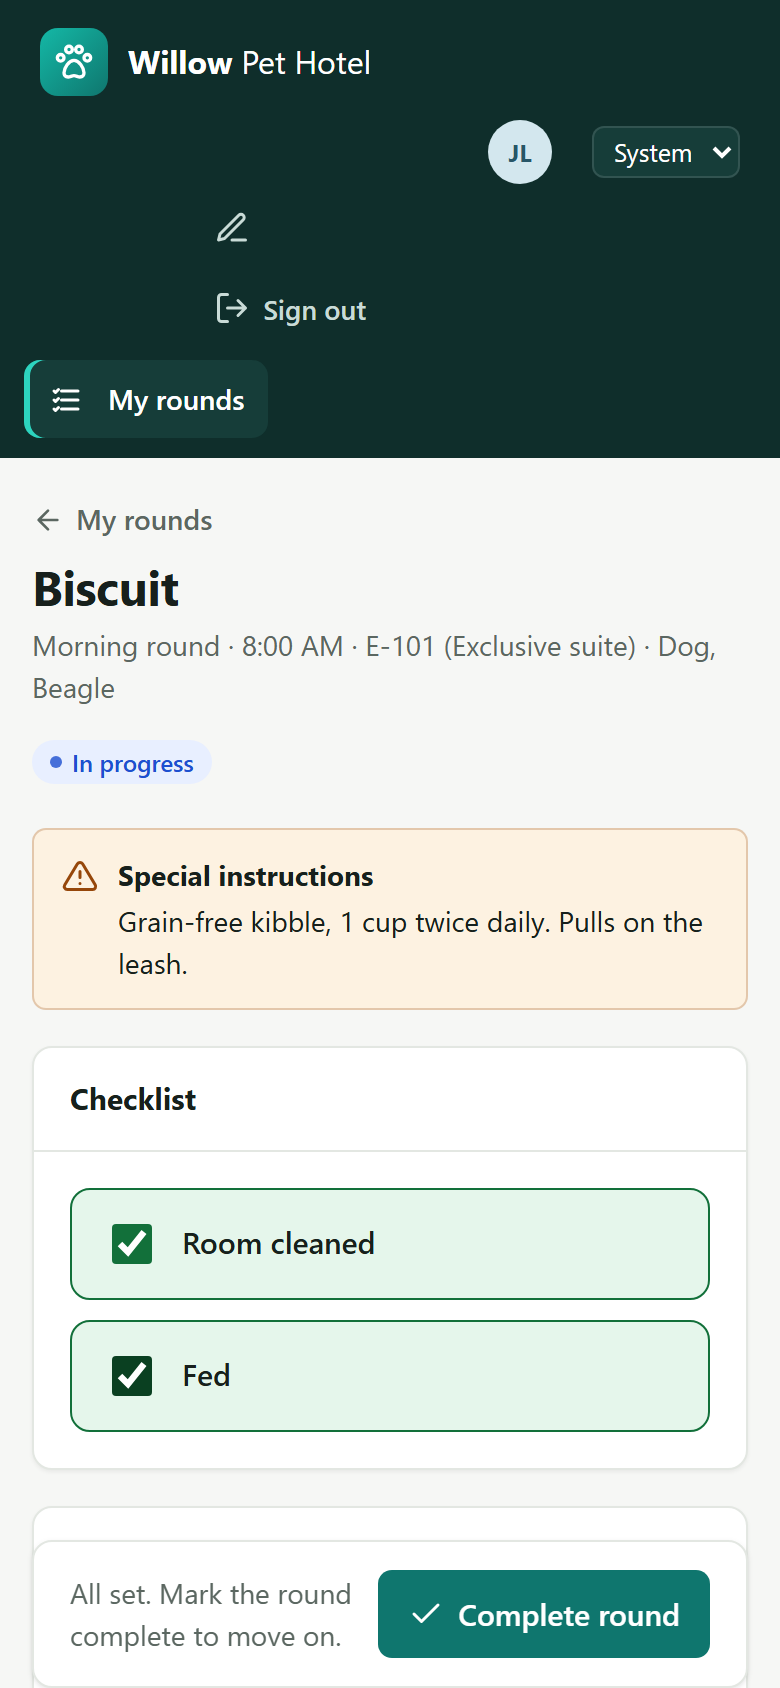 Willow Pet Hotel
JL
System
Sign out
My rounds
My rounds
Biscuit
Morning round · 8:00 AM · E-101 (Exclusive suite) · Dog,
Beagle
In progress
Special instructions
Grain-free kibble, 1 cup twice daily. Pulls on the
leash.
Checklist
Room cleaned
Fed
All set. Mark the round
complete to move on.
Complete round